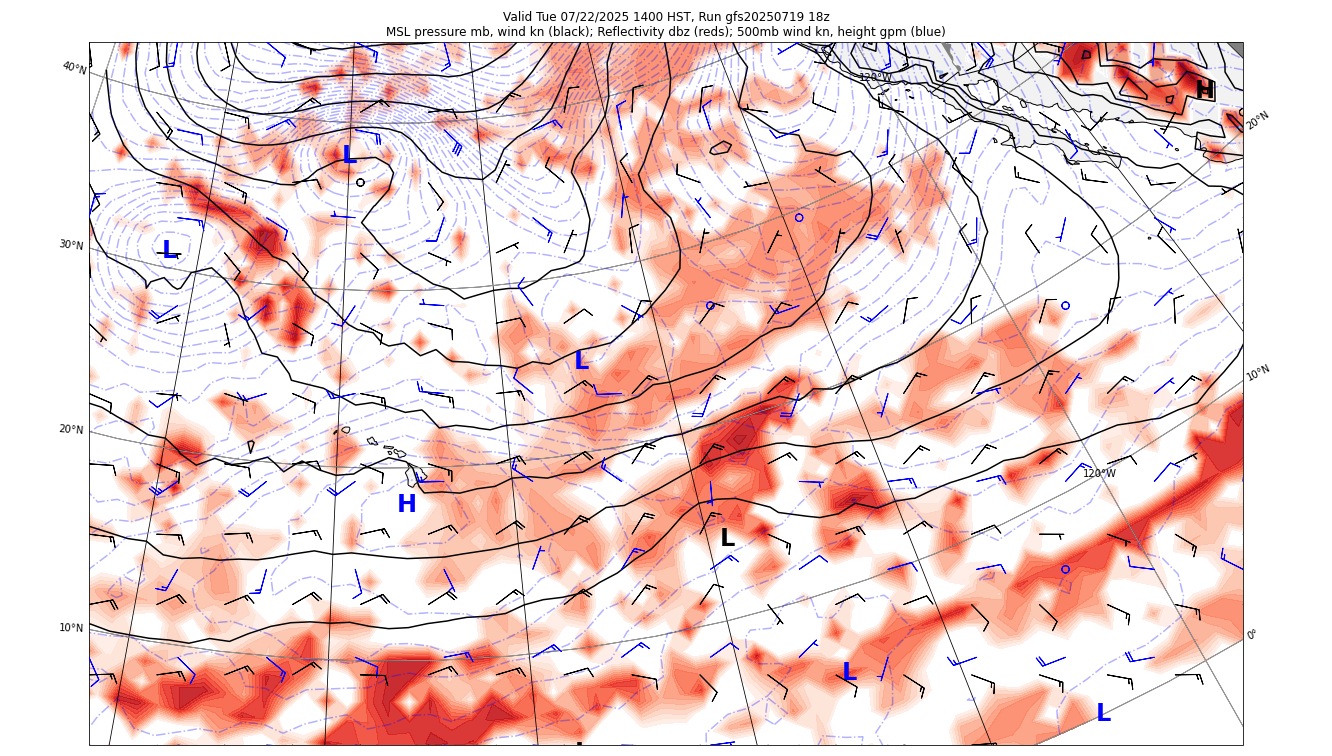 Valid Tue 07/22/2025 1400 HST, Run gfs20250719 18z
MSL pressure mb, wind kn (black); Reflectivity dbz (reds); 500mb wind kn, height gpm (blue)
40°N
120°W
H
20°N
L
30°N
L
L
10°N
20°N
120°W
H
L
10°N
0°
L
L